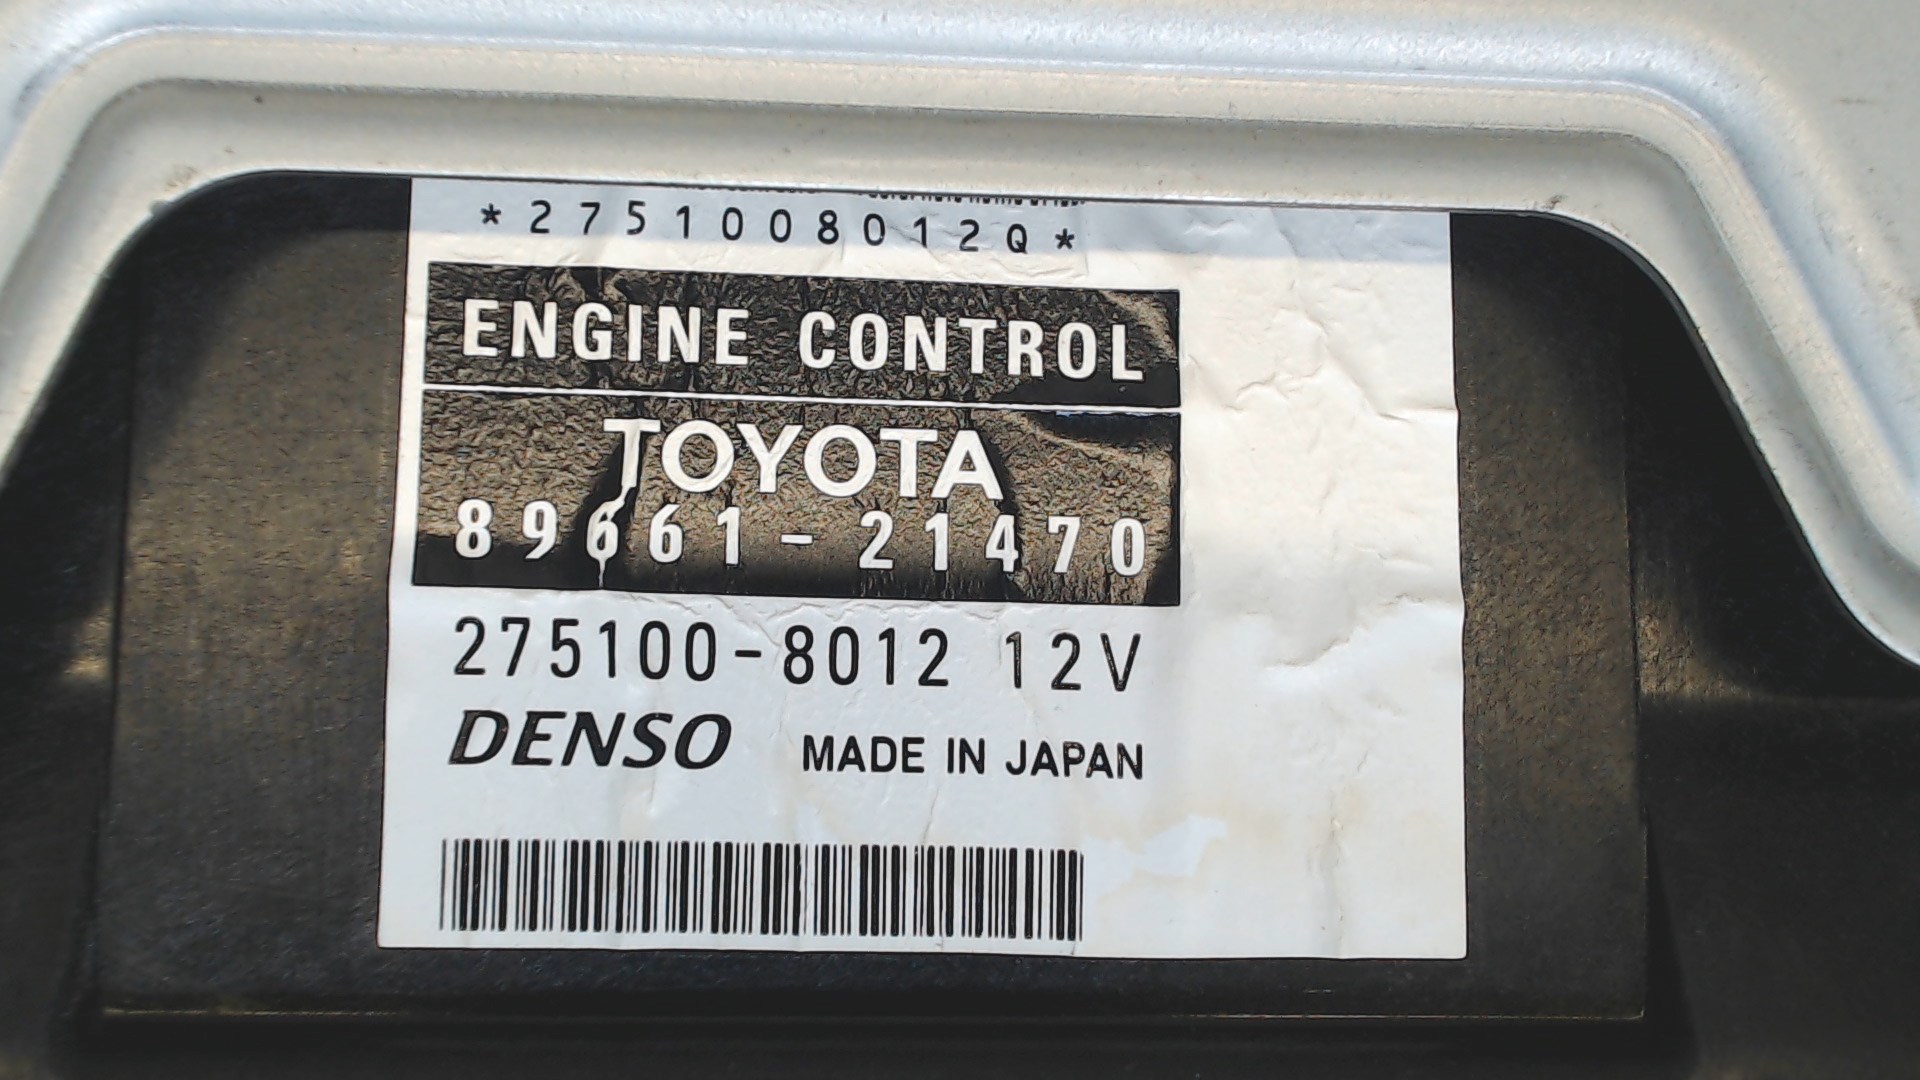 *2751008012Q*
ENGINE CONTROL
TOYOTA
89661-21470
275100-8012 12V
DENSO MADE IN JAPAN